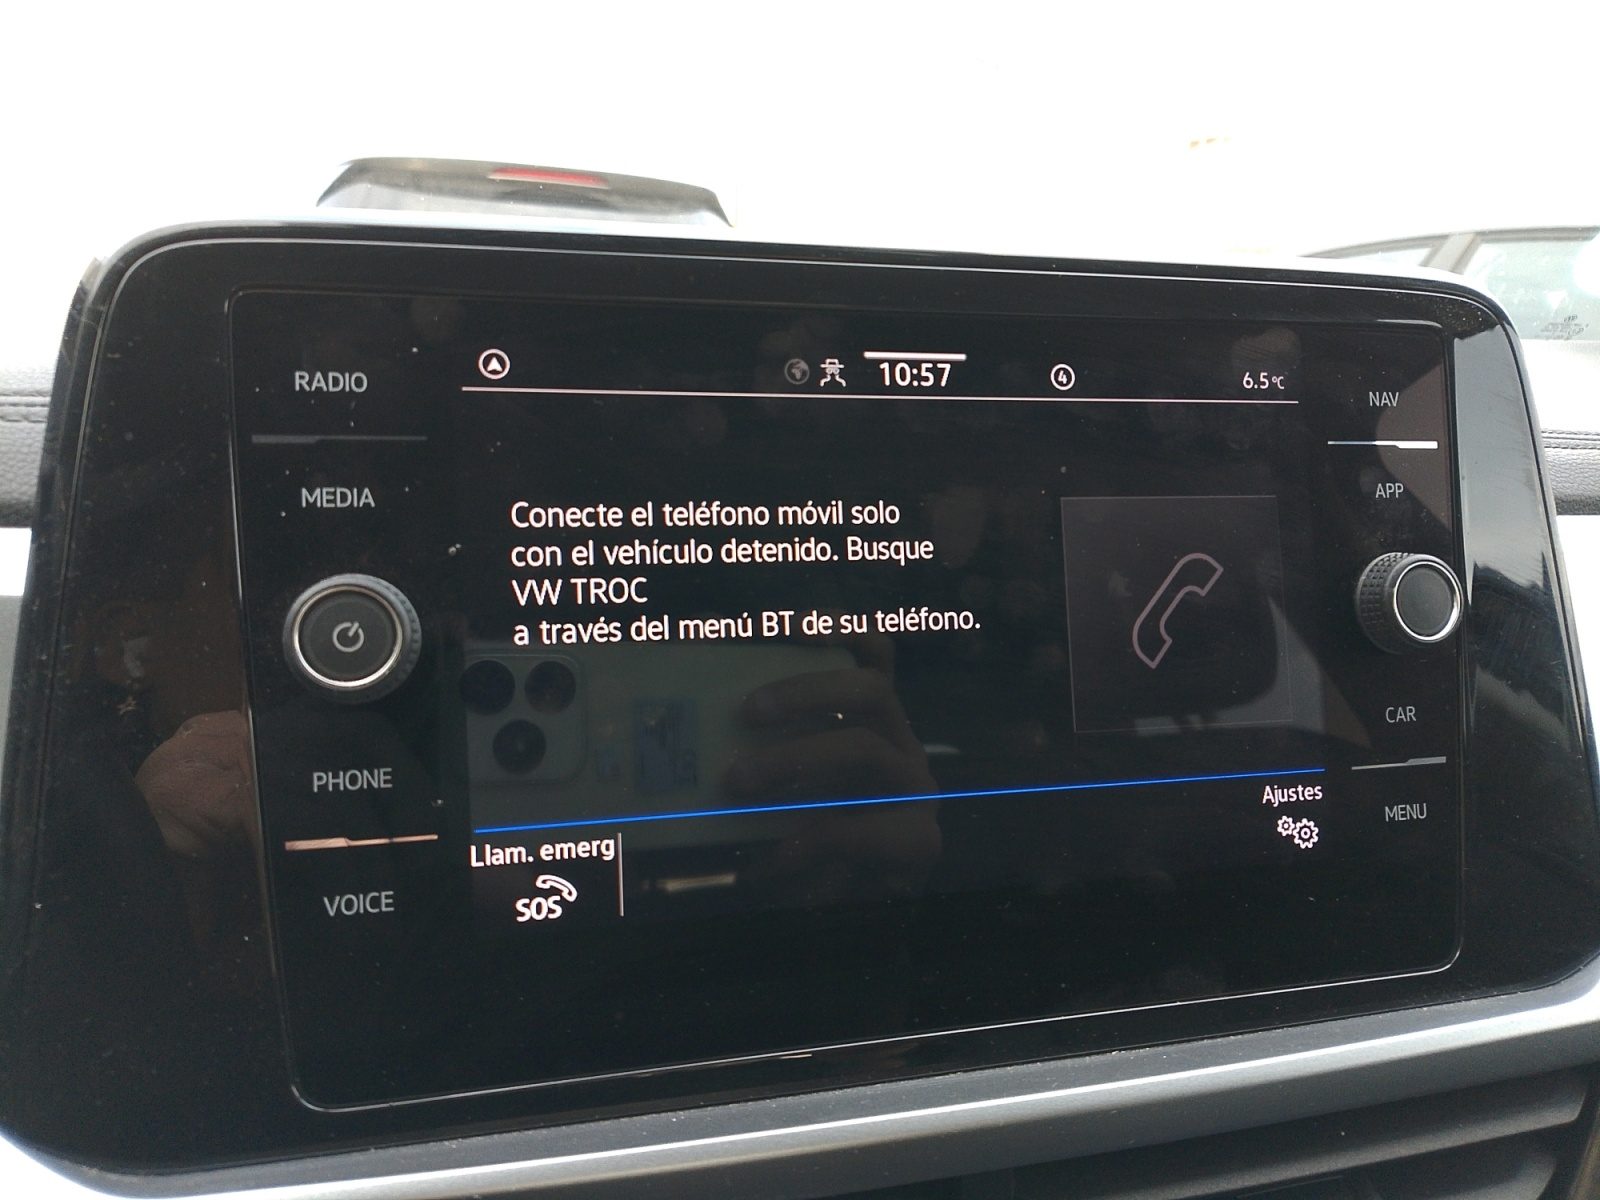 RADIO
MEDIA
PHONE
VOICE
10:57
4
6.5°C
Conecte el teléfono móvil solo
con el vehículo detenido. Busque
VW TROC
a través del menú BT de su teléfono.
Ajustes
Llam. emerg
SOS
NAV
APP
CAR
MENU